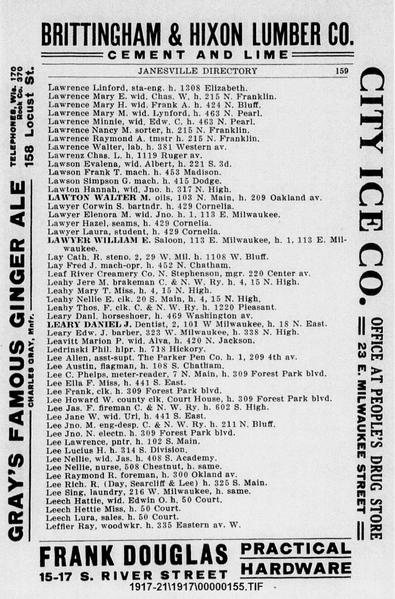 BRITTINGHAM & HIXON LUMBER CO.
CEMENT AND LIME
JANESVILLE DIRECTORY 159
Lawrence Linford, sta-eng. h. 1308 Elizabeth.
Lawrence Mary E. wid. Chas. W. h. 215 N. Franklin.
Lawrence Mary H. wid. Frank A. h. 424 N. Bluff.
Lawrence Mary M. wid. Lynford, h. 463 N. Pearl.
Lawrence Minnie, wid, Edw. C. h. 463 N. Pearl.
Lawrence Nancy M. sorter, h. 215 N. Franklin.
Lawrence Raymond A. tmstr h. 215 N. Franklin.
Lawrence Walter, lab. h. 381 Western av.
Lawrenz Chas. L. h. 1119 Ruger av.
Lawson Evalena, wid. Albert, h. 221 S. 3d.
Lawson Frank T. mach. h. 453 Madison.
Lawson Simpson G. mach. h. 415 Dodge.
Lawton Hannah, wid. Jno. h. 317 N. High.
LAWTON WALTER M. oils, 103 N. Main, h. 209 Oakland av.
Lawyer Corwin S. bartndr. h. 429 Cornelia.
Lawyer Elenora M. wid. Jno. h. 1, 113 E. Milwaukee.
Lawyer Hazel, seams, h. 429 Cornelia.
Lawyer Laura, student, h. 429 Cornelia.
LAWYER WILLIAM E. Saloon, 113 E. Milwaukee, h. 1, 113 E. Mil-
waukee.
Lay Cath. R. steno, 2, 29 W. Mil. h. 1108 W. Bluff.
Lay Fred J. mach-opr. h. 452 N. Chatham.
Leaf River Creamery Co. N. Stephenson, mgr. 220 Center av.
Leahy Jere M. brakeman C. & N. W. Ry. h. 4, 15 N. High.
Leahy Mary T. Miss, h. 4, 15 N. High.
Leahy Nellie E. clk. 20 S. Main, h. 4, 15 N. High.
Leahy Thos. F. clk. C. & N. W. Ry. h. 1220 Pleasant.
Leary Danl. horseshoer, h. 469 Washington av.
LEARY DANIEL J. Dentist, 2, 101 W Milwaukee, h. 18 N. East.
Leary Edw. J. barber, 323 W. Milwaukee, h. 338 N. High.
Leavitt Marion P. wid. Alva, h. 420 N. Jackson.
Ledrinski Phil. hlpr. h. 718 Hickory.
Lee Allen, asst-supt. The Parker Pen Co. h. 1, 209 4th av.
Lee Austin, flagman, h. 108 S. Chatham.
Lee C. Phelps, meter-reader, 7 N. Main, h. 309 Forest Park blvd.
Lee Ella F. Miss, h. 441 S. East.
Lee Frank, clk. h. 309 Forest Park blvd.
Lee Howard W. county clk, Court House, h. 309 Forest Park blvd.
Lee Jas. F. fireman C. & N. W. Ry. h. 602 S. High.
Lee Jane W. wid. Url, h. 441 S. East.
Lee Jno. M. eng-desp. C. & N. W. Ry. h. 211 N. Bluff.
Lee Jno. N. electn. h. 309 Forest Park blvd.
Lee Lawrence, pntr. h. 102 S. Main.
Lee Lucius H. h. 314 S. Division.
Lee Nellie, wid. Jas. h. 408 S. Academy.
Lee Nellie, nurse, 508 Chestnut, h. same.
Lee Raymond R. foreman, h. 300 Oakland av.
Lee Rich. R. (Day, Searcliff & Lee) h. 325 S. Main.
Lee Sing, laundry, 216 W. Milwaukee, h. same.
Leech Hattie, wid. Edwin O. h. 50 Court.
Leech Hettie Miss, h. 50 Court.
Leech Lura, sales. h. 50 Court.
Leffler Ray, woodwkr. h. 335 Eastern av. W.
GRAY'S FAMOUS GINGER ALE
CHARLES GRAY, Mnfr.
TELEPHONES, Wis. 170
Rock Co. 370
158 Locust St.
CITY ICE CO.
OFFICE AT PEOPLE'S DRUG STORE
23 E. MILWAUKEE STREET
FRANK DOUGLAS PRACTICAL
15-17 S. RIVER STREET HARDWARE
1917-21\1917\00000155.TIF